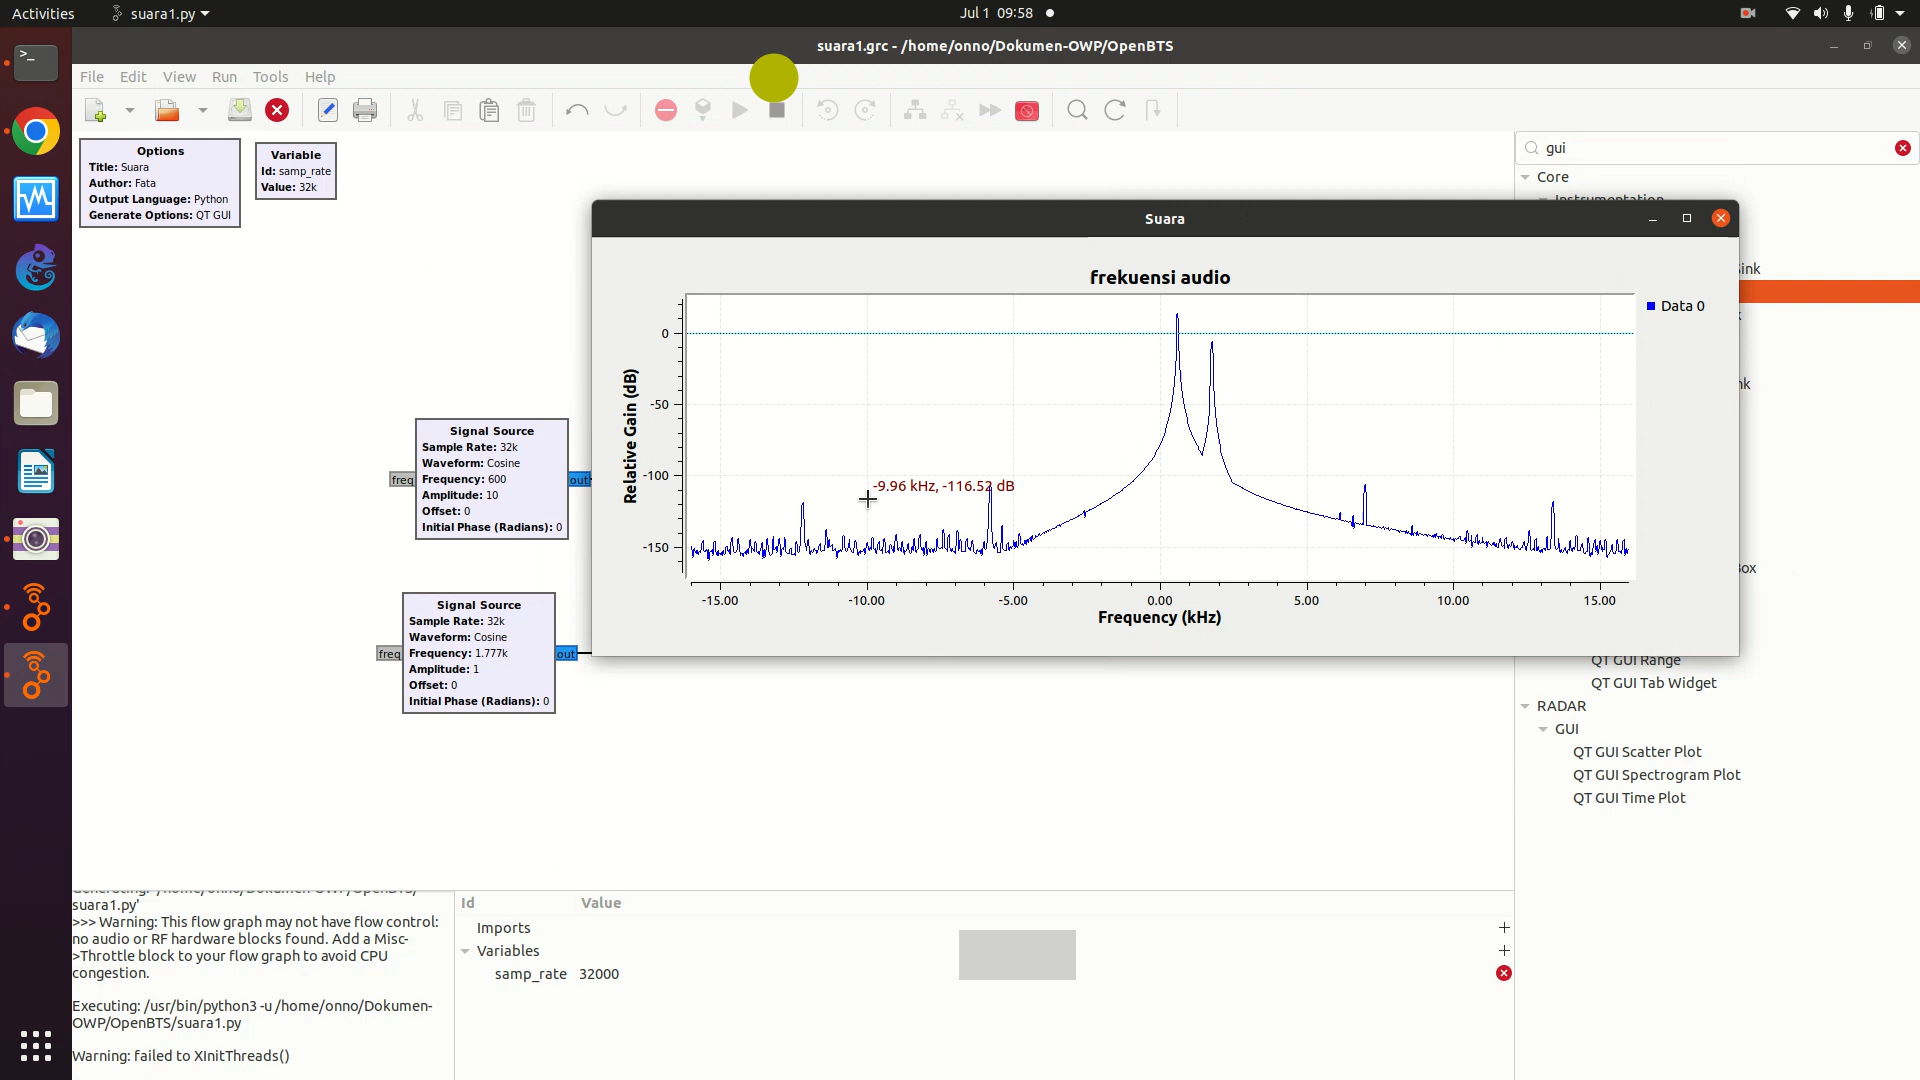 Activities
suara1.py
Jul 1 09:58
suara1.grc - /home/onno/Dokumen-OWP/OpenBTS
File Edit View Run Tools Help
Options
Title: Suara
Author: Fata
Output Language: Python
Generate Options: QT GUI
Variable
Id: samp_rate
Value: 32k
gui
Core
Instrumentation
Sink
Suara
frekuensi audio
Data 0
Relative Gain (dB)
0
-50
-100
-150
-9.96 kHz, -116.52 dB
-15.00 -10.00 -5.00 0.00 5.00 10.00 15.00
Frequency (kHz)
Signal Source
Sample Rate: 32k
Waveform: Cosine
Frequency: 600
Amplitude: 10
Offset: 0
Initial Phase (Radians): 0
freq
out
Signal Source
Sample Rate: 32k
Waveform: Cosine
Frequency: 1.777k
Amplitude: 1
Offset: 0
Initial Phase (Radians): 0
freq
out
QT GUI Range
QT GUI Tab Widget
RADAR
GUI
QT GUI Scatter Plot
QT GUI Spectrogram Plot
QT GUI Time Plot
suara1.py'
>>> Warning: This flow graph may not have flow control:
no audio or RF hardware blocks found. Add a Misc-
>Throttle block to your flow graph to avoid CPU
congestion.
Executing: /usr/bin/python3 -u /home/onno/Dokumen-
OWP/OpenBTS/suara1.py
Warning: failed to XInitThreads()
Id Value
Imports
Variables
samp_rate 32000